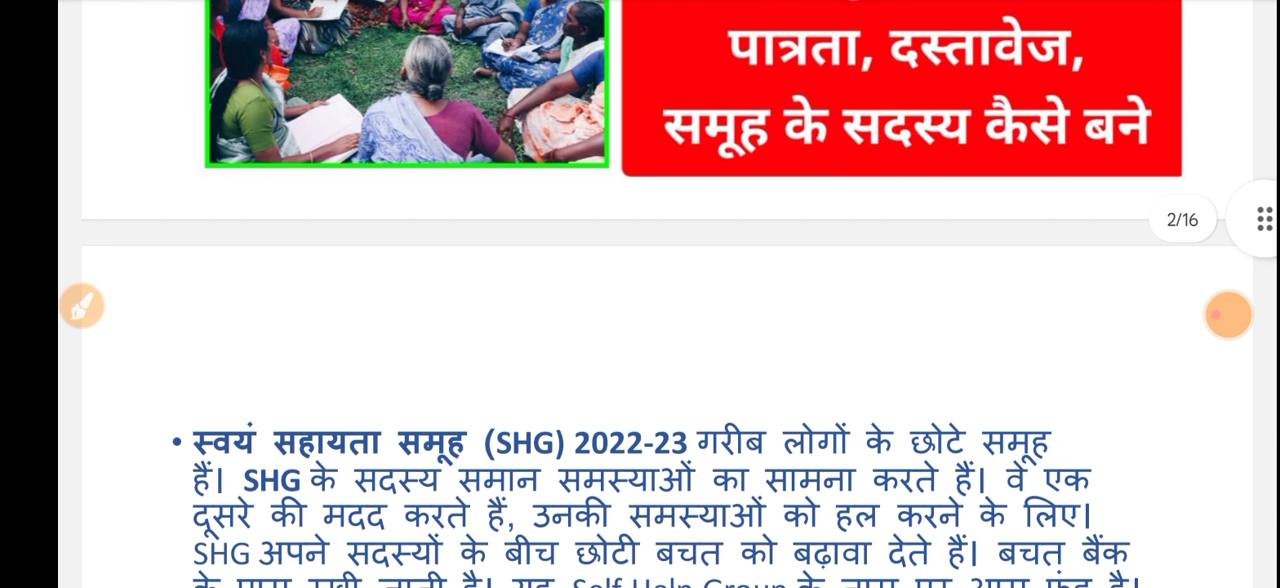 पात्रता, दस्तावेज,
समूह के सदस्य कैसे बने
2/16
• स्वयं सहायता समूह (SHG) 2022-23 गरीब लोगों के छोटे समूह
हैं। SHG के सदस्य समान समस्याओं का सामना करते हैं। वे एक
दूसरे की मदद करते हैं, उनकी समस्याओं को हल करने के लिए।
SHG अपने सदस्यों के बीच छोटी बचत को बढ़ावा देते हैं। बचत बैंक